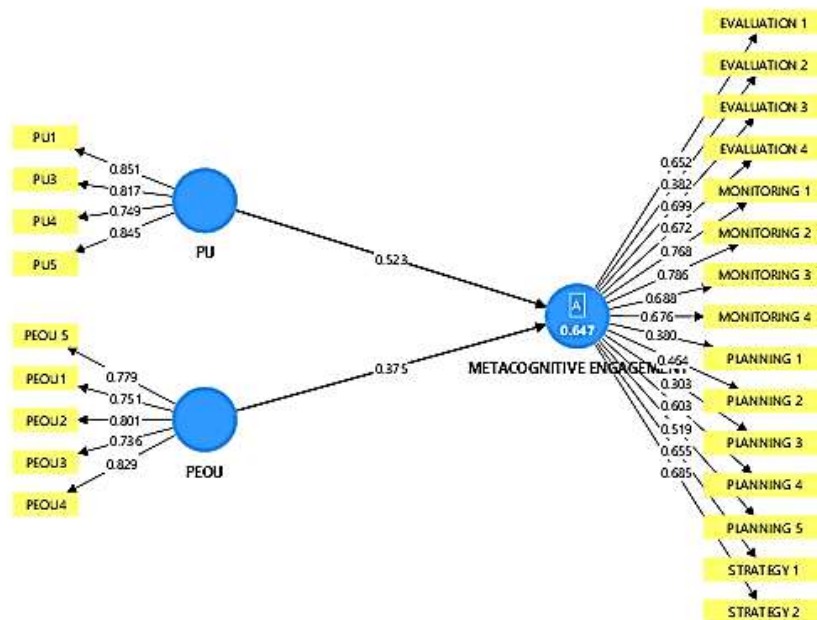 EVALUATION 1
EVALUATION 2
EVALUATION 3
EVALUATION 4
MONITORING 1
MONITORING 2
MONITORING 3
MONITORING 4
PLANNING 1
PLANNING 2
PLANNING 3
PLANNING 4
PLANNING 5
STRATEGY 1
STRATEGY 2
0.652
0.382
0.699
0.672
0.768
0.786
0.688
0.676
0.380
0.464
0.303
0.603
0.519
0.655
0.685
PU1
PU3
PU4
PU5
0.851
0.817
0.749
0.845
PU
0.523
A
0.647
METACOGNITIVE ENGAGEMENT
0.375
PEOU 5
PEOU1
PEOU2
PEOU3
PEOU4
0.779
0.751
0.801
0.736
0.829
PEOU